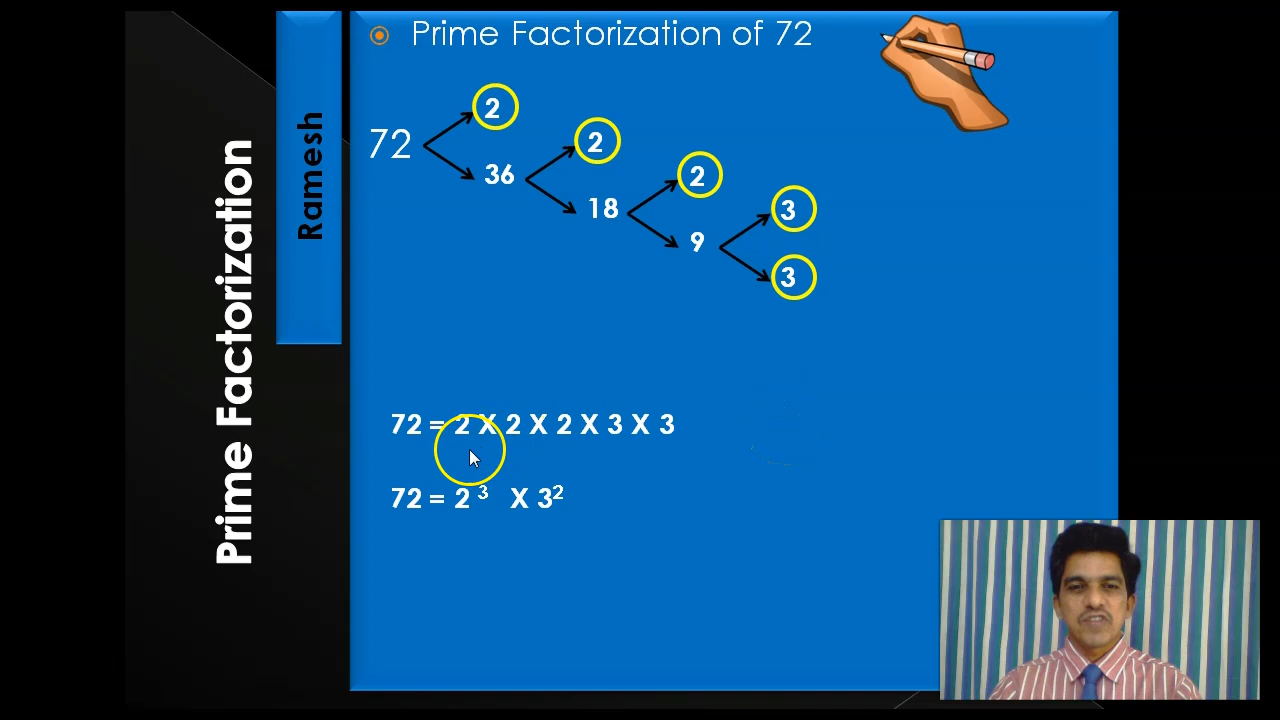 Prime Factorization
Ramesh
Prime Factorization of 72
2
72
2
36
2
18
3
9
3
72 = 2 X 2 X 2 X 3 X 3
72 = 2³ X 3²